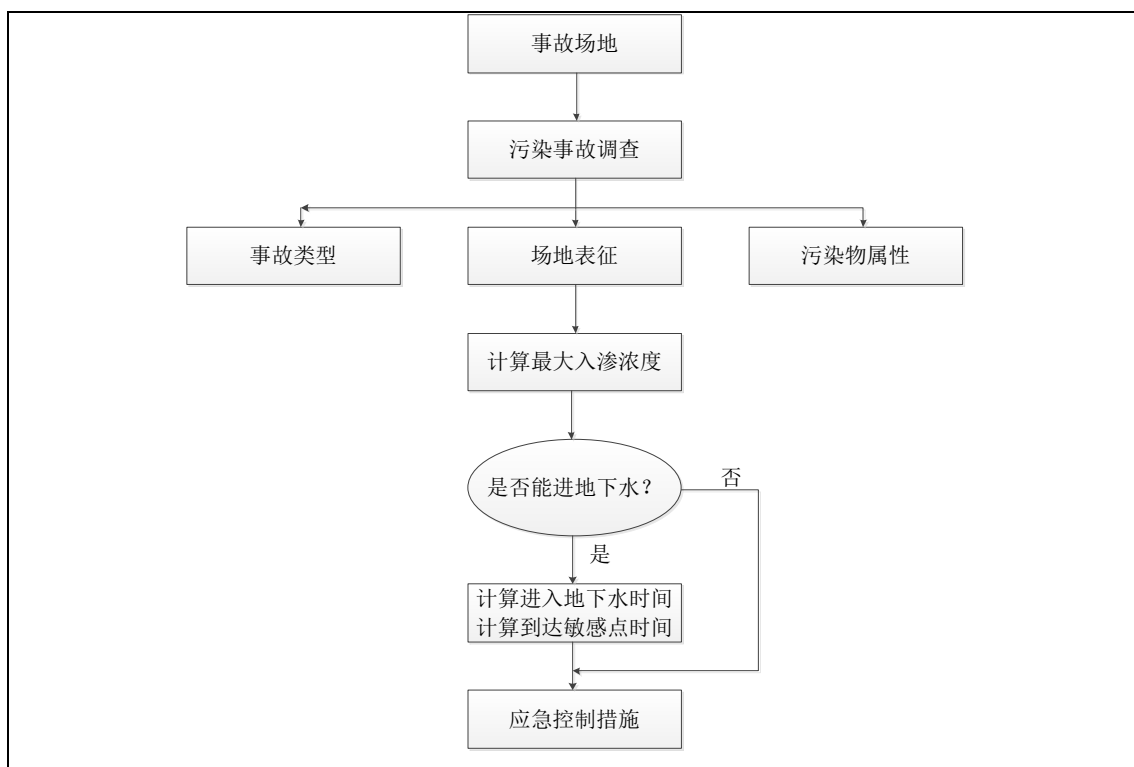 事故场地
污染事故调查
事故类型
场地表征
污染物属性
计算最大入渗浓度
是否能进地下水?
否
是
计算进入地下水时间
计算到达敏感点时间
应急控制措施